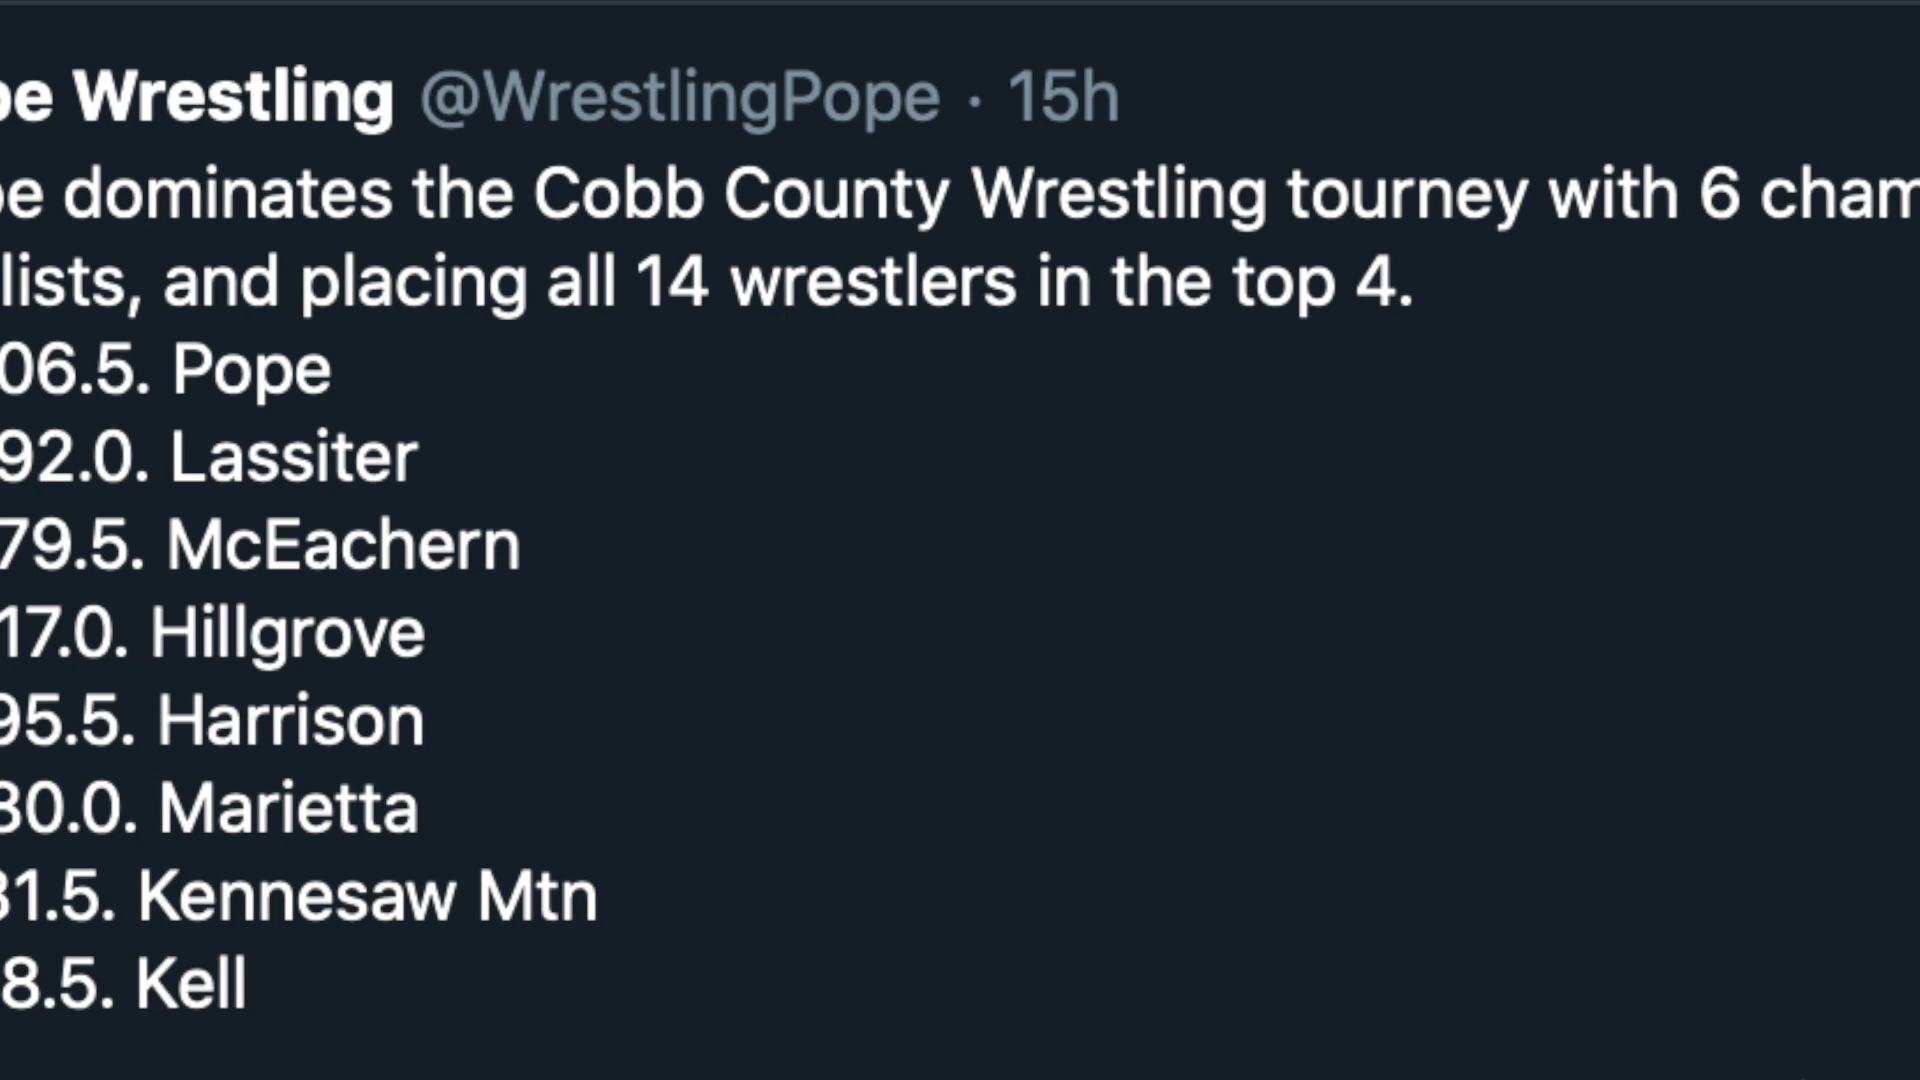 Wrestling @WrestlingPope · 15h
dominates the Cobb County Wrestling tourney with 6
and placing all 14 wrestlers in the top 4.
06.5. Pope
92.0. Lassiter
79.5. McEachern
17.0. Hillgrove
95.5. Harrison
30.0. Marietta
31.5. Kennesaw Mtn
8.5. Kell